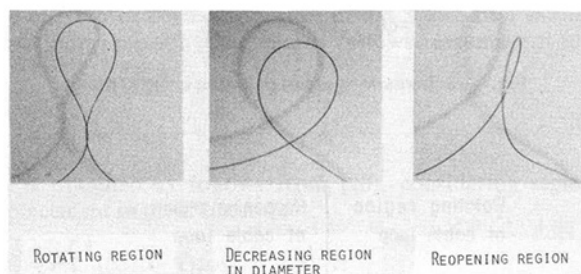 ROTATING REGION
DECREASING REGION
IN DIAMETER
REOPENING REGION